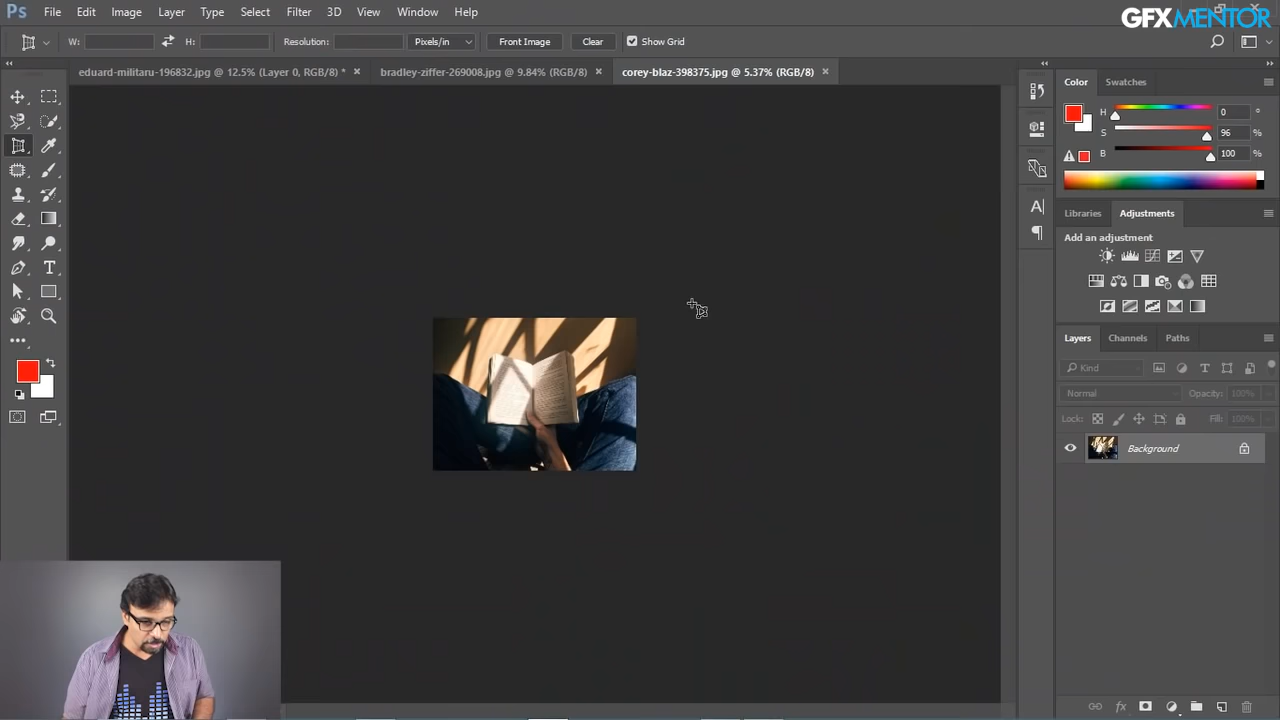 Ps File Edit Image Layer Type Select Filter 3D View Window Help
GFXMENTOR
W: H: Resolution: Pixels/in Front Image Clear Show Grid
eduard-militaru-196832.jpg @ 12.5% (Layer 0, RGB/8) * × bradley-ziffer-269008.jpg @ 9.84% (RGB/8) × corey-blaz-398375.jpg @ 5.37% (RGB/8) ×
Color Swatches
H 0 °
S 96 %
B 100 %
Libraries Adjustments
Add an adjustment
Layers Channels Paths
Kind
Normal Opacity: 100%
Lock: Fill: 100%
Background